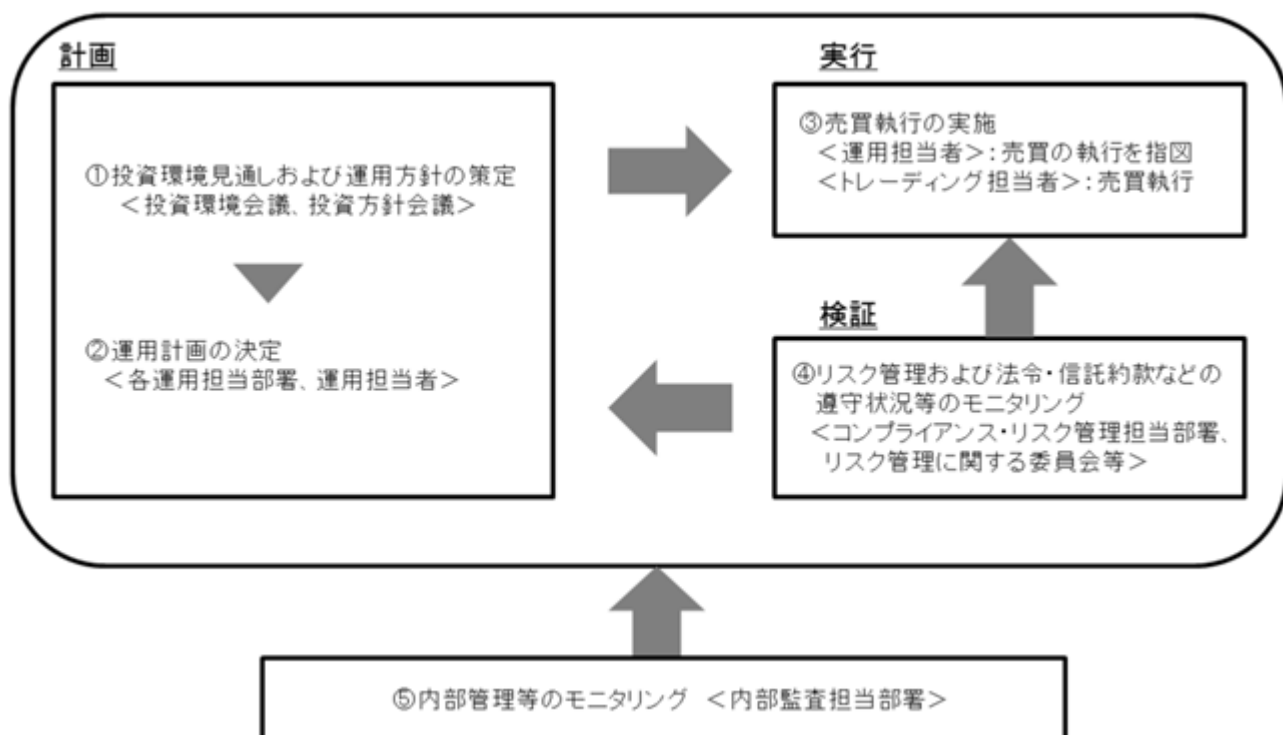 計画
①投資環境見通しおよび運用方針の策定
＜投資環境会議、投資方針会議＞
②運用計画の決定
＜各運用担当部署、運用担当者＞
実行
③売買執行の実施
＜運用担当者＞：売買の執行を指図
＜トレーディング担当者＞：売買執行
検証
④リスク管理および法令・信託約款などの
遵守状況等のモニタリング
＜コンプライアンス・リスク管理担当部署、
リスク管理に関する委員会等＞
⑤内部管理等のモニタリング ＜内部監査担当部署＞